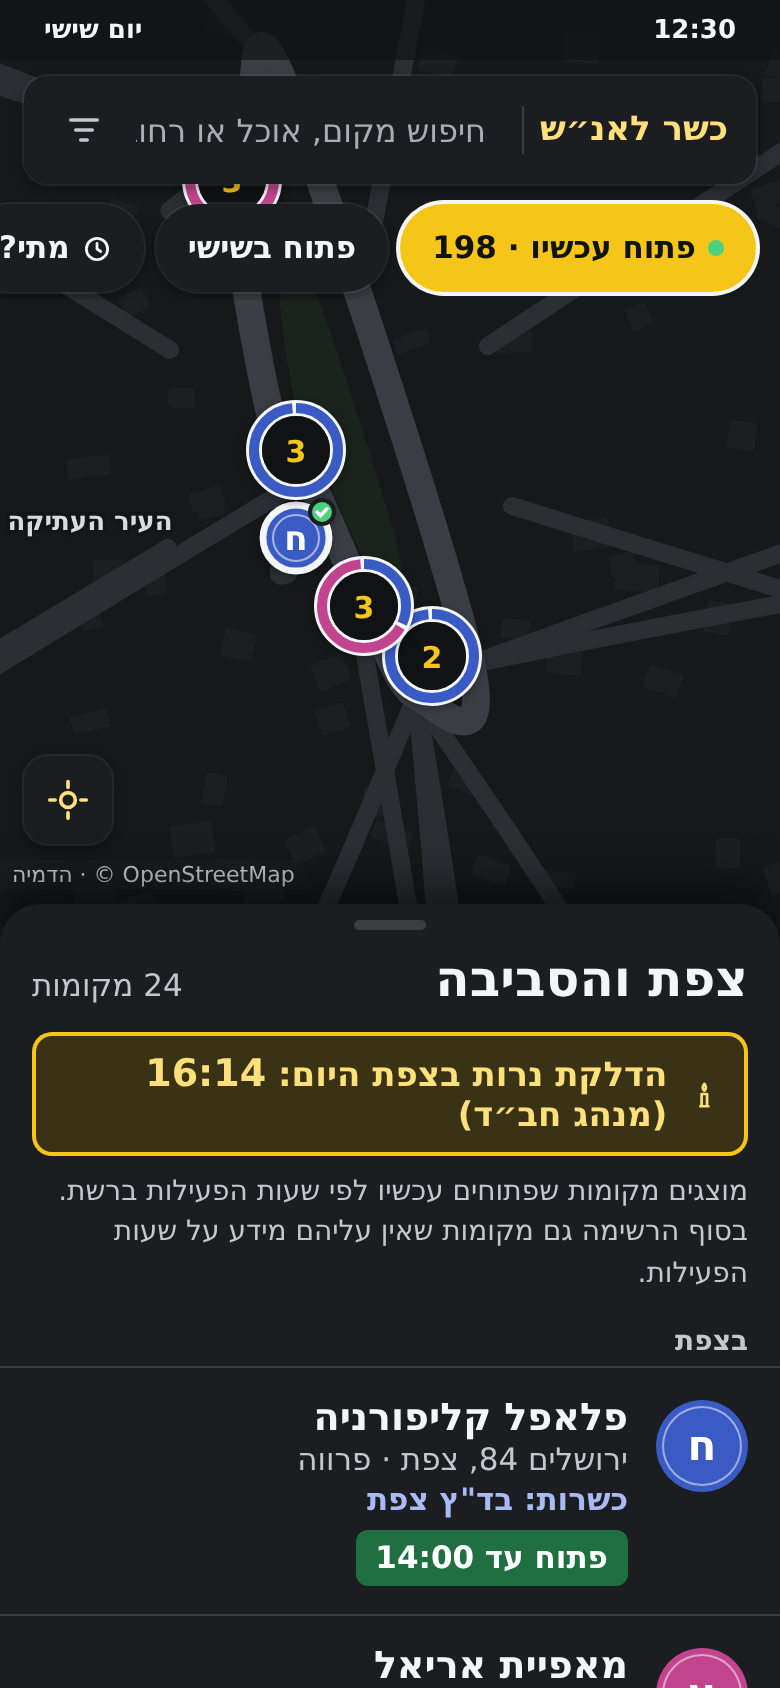 12:30
יום שישי
כשר לאנ״ש
חיפוש מקום, אוכל או רחו
פתוח עכשיו · 198
פתוח בשישי
מתי?
3
ח
העיר העתיקה
3
2
הדמיה · © OpenStreetMap
צפת והסביבה
24 מקומות
הדלקת נרות בצפת היום: 16:14
(מנהג חב״ד)
מוצגים מקומות שפתוחים עכשיו לפי שעות הפעילות ברשת.
בסוף הרשימה גם מקומות שאין עליהם מידע על שעות
הפעילות.
בצפת
ח
פלאפל קליפורניה
ירושלים 84, צפת · פרווה
כשרות: בד"ץ צפת
פתוח עד 14:00
מאפיית אריאל